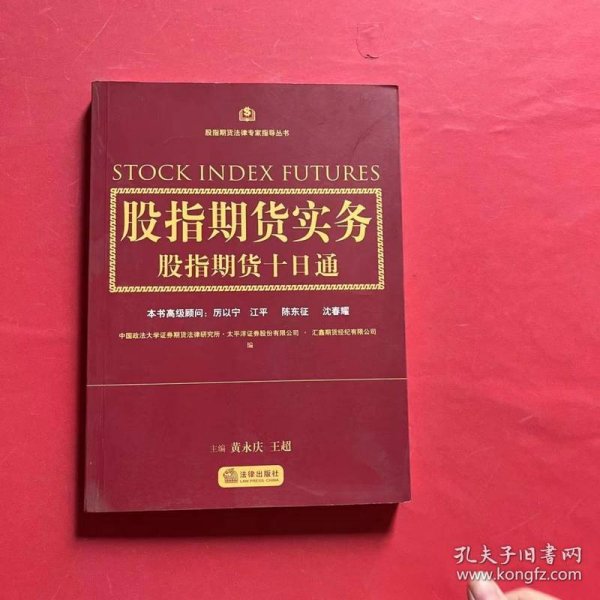 股指期货法律专家指导丛书
STOCK INDEX FUTURES
股指期货实务
股指期货十日通
本书高级顾问：厉以宁 江平 陈东征 沈春耀
中国政法大学证券期货法律研究所·太平洋证券股份有限公司·汇鑫期货经纪有限公司
编
主编 黄永庆 王超
法律出版社
LAW PRESS·CHINA
孔夫子旧书网
www.kongfz.com